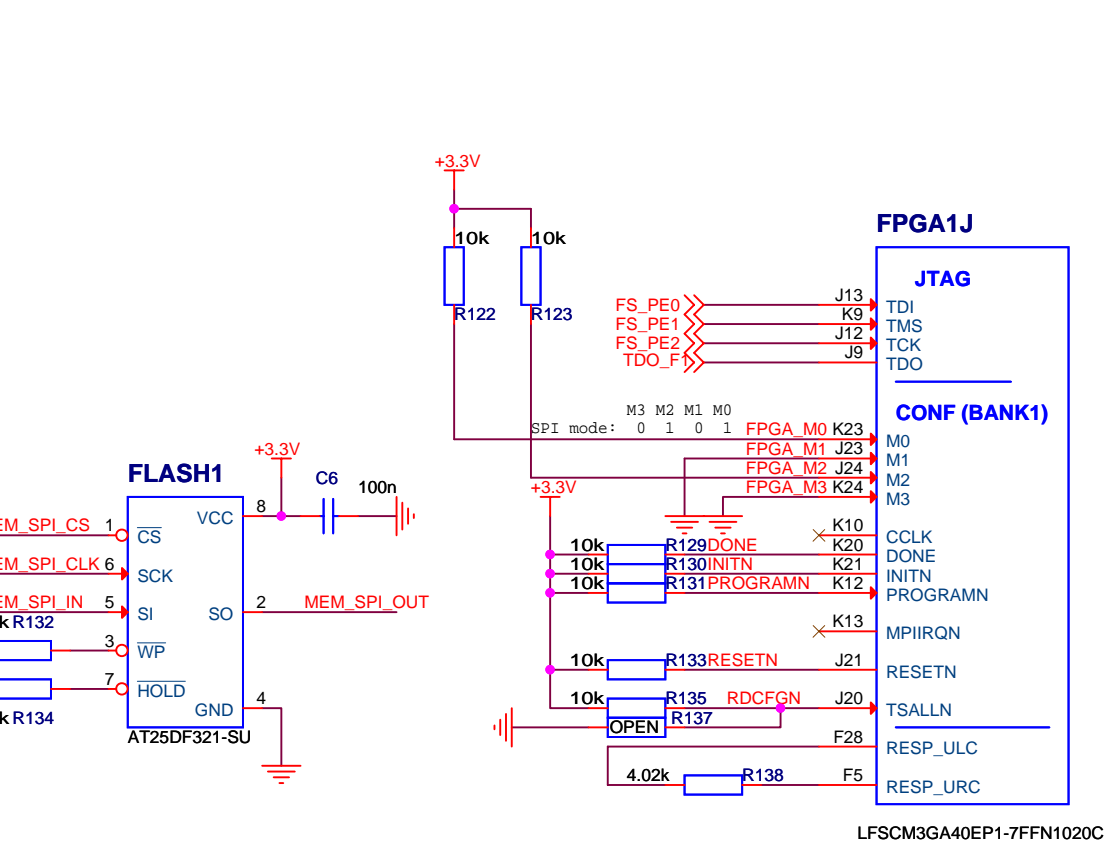 +3.3V
10k
10k
R122
R123
FPGA1J
JTAG
FS_PE0
J13
TDI
FS_PE1
K9
TMS
FS_PE2
J12
TCK
TDO_F1
J9
TDO
CONF (BANK1)
M3 M2 M1 M0
SPI mode: 0 1 0 1
FPGA_M0 K23
M0
FPGA_M1 J23
M1
FPGA_M2 J24
M2
FPGA_M3 K24
M3
+3.3V
K10
CCLK
10k
R129
DONE
K20
DONE
10k
R130
INITN
K21
INITN
10k
R131
PROGRAMN
K12
PROGRAMN
K13
MPIIRQN
10k
R133
RESETN
J21
RESETN
10k
R135
RDCFGN
J20
TSALLN
OPEN
R137
F28
RESP_ULC
4.02k
R138
F5
RESP_URC
LFSCM3GA40EP1-7FFN1020C
+3.3V
FLASH1
C6
100n
8
VCC
EM_SPI_CS
1
CS
EM_SPI_CLK
6
SCK
EM_SPI_IN
5
SI
SO
2
MEM_SPI_OUT
k R132
3
WP
7
HOLD
k R134
GND
4
AT25DF321-SU